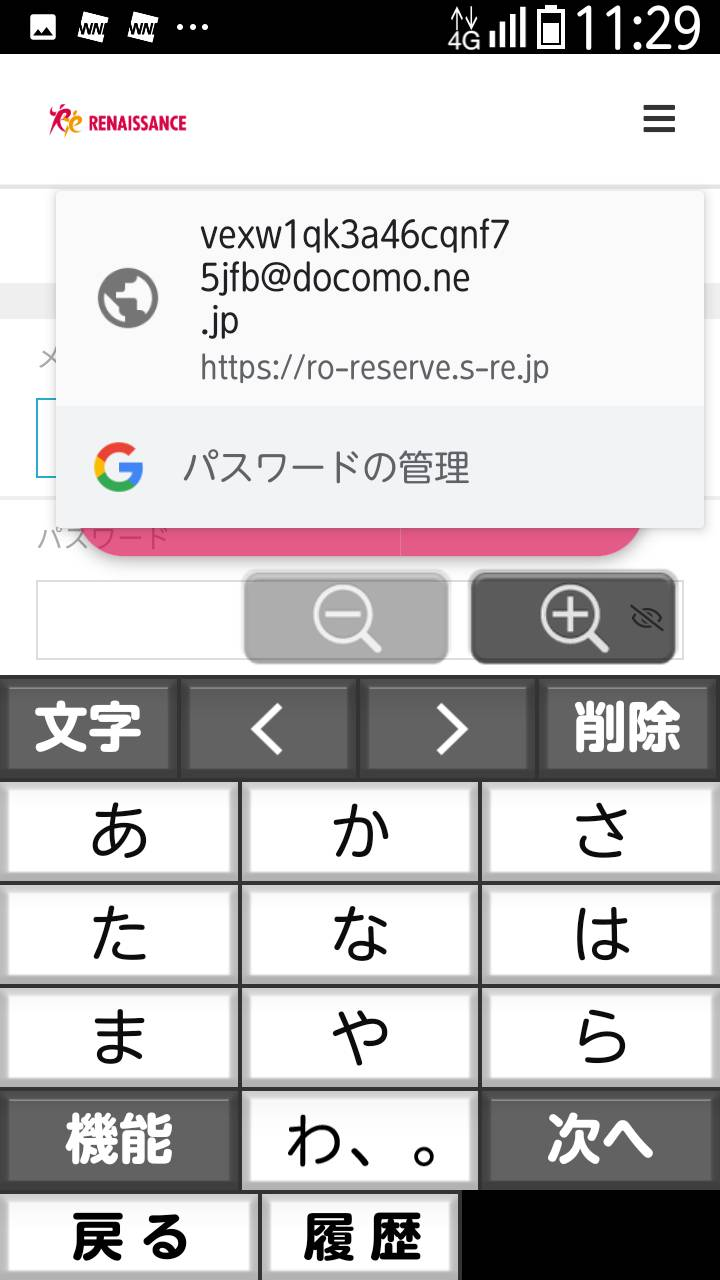 4G 11:29
RENAISSANCE
vexw1qk3a46cqnf7
5jfb@docomo.ne
.jp
https://ro-reserve.s-re.jp
パスワードの管理
メ
パスワード
文字 < > 削除
あ か さ
た な は
ま や ら
機能 わ、。 次へ
戻る 履歴